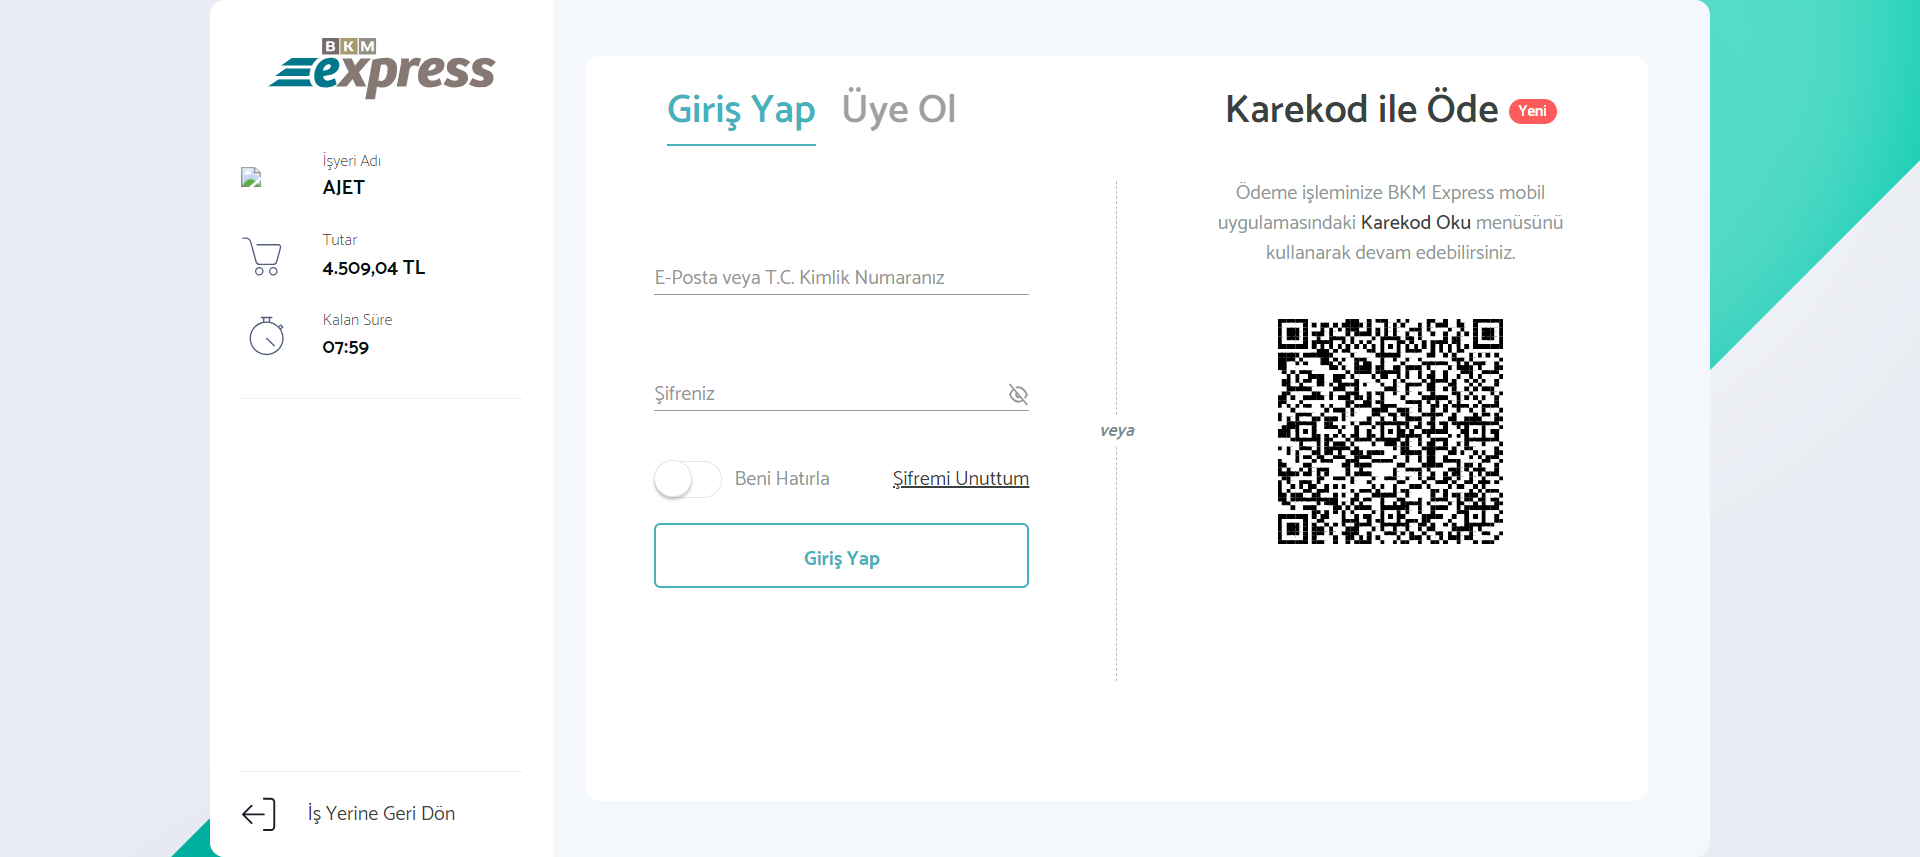 BKM
express
İşyeri Adı
AJET
Tutar
4.509,04 TL
Kalan Süre
07:59
İş Yerine Geri Dön
Giriş Yap
Üye Ol
E-Posta veya T.C. Kimlik Numaranız
Şifreniz
Beni Hatırla
Şifremi Unuttum
Giriş Yap
veya
Karekod ile Öde Yeni
Ödeme işleminize BKM Express mobil
uygulamasındaki Karekod Oku menüsünü
kullanarak devam edebilirsiniz.